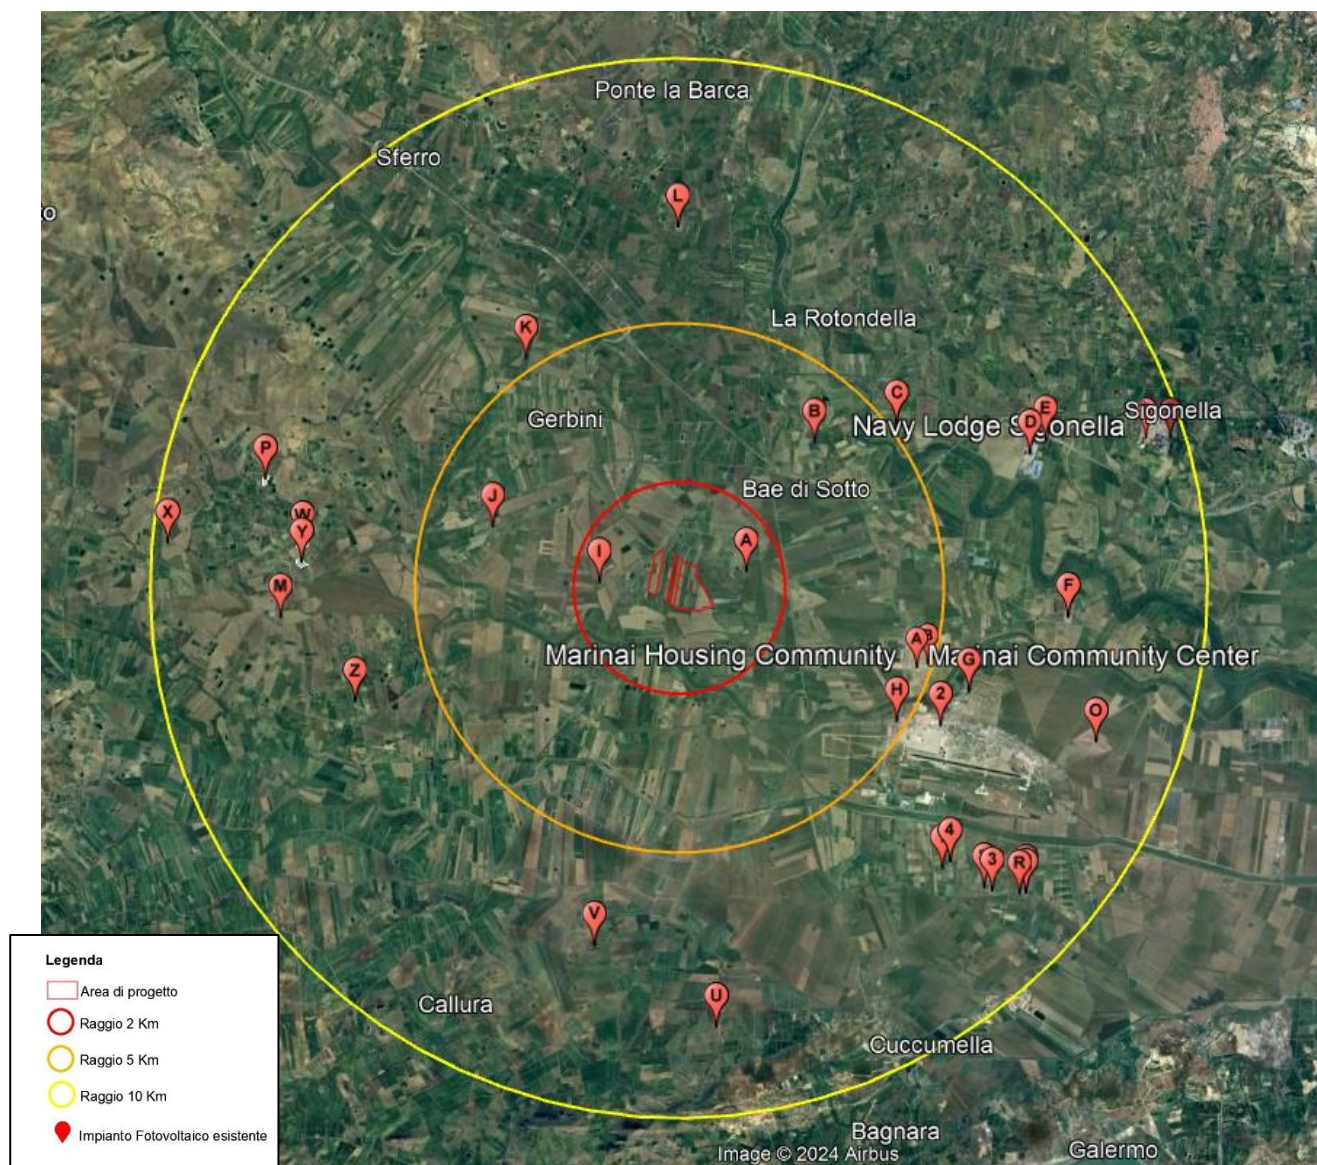 Ponte la Barca
Sferro
L
La Rotondella
K
C
B
Gerbini
Navy Lodge Sigonella
D
E
Sigonella
P
Bae di Sotto
J
X
W
Y
A
I
M
F
A
B
Marinai Housing Community
Marinai Community Center
G
Z
H
2
O
4
3
R
V
U
Callura
Cuccumella
Bagnara
Galermo
Image © 2024 Airbus
Legenda
Area di progetto
Raggio 2 Km
Raggio 5 Km
Raggio 10 Km
Impianto Fotovoltaico esistente